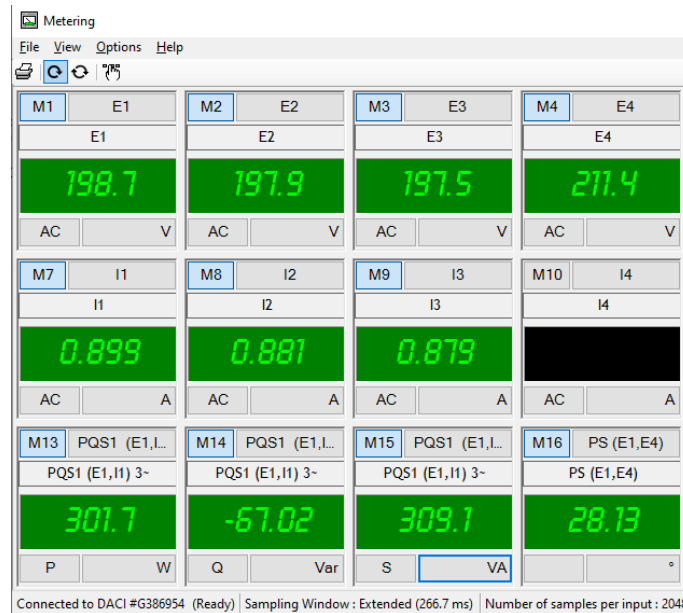 Metering
File View Options Help
M1 E1 M2 E2 M3 E3 M4 E4
E1 E2 E3 E4
198.7 197.9 197.5 211.4
AC V AC V AC V AC V
M7 I1 M8 I2 M9 I3 M10 I4
I1 I2 I3 I4
0.899 0.881 0.879
AC A AC A AC A AC A
M13 PQS1 (E1,I... M14 PQS1 (E1,I... M15 PQS1 (E1,I... M16 PS (E1,E4)
PQS1 (E1,I1) 3~ PQS1 (E1,I1) 3~ PQS1 (E1,I1) 3~ PS (E1,E4)
301.7 -67.02 309.1 28.13
P W Q Var S VA °
Connected to DACI #G386954 (Ready) Sampling Window : Extended (266.7 ms) Number of samples per input : 2048